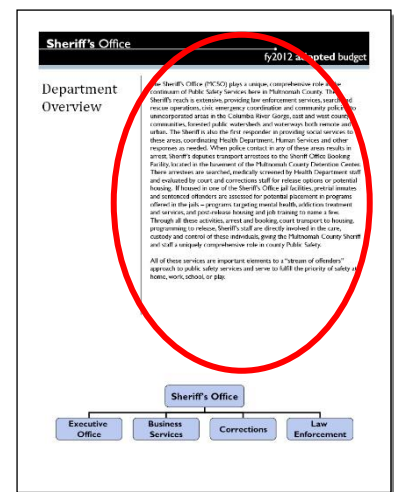 Sheriff's Office
fy2012 adopted budget
Department
Overview
The Sheriff's Office (MCSO) plays a unique, comprehensive role in the
continuum of Public Safety Services here in Multnomah County. The
Sheriff's reach is extensive, providing law enforcement services, search and
rescue operations, civil, emergency coordination and community policing to
unincorporated areas in the Columbia River Gorge, east and west county
communities, forested public watersheds and waterways both remote and
urban. The Sheriff is also the first responder in providing social services to
these areas, coordinating Health Department, Human Services and other
responses as needed. When police contact in any of these areas results in
arrest, Sheriff's deputies transport arrestees to the Sheriff Office Booking
Facility, located in the basement of the Multnomah County Detention Center.
There arrestees are searched, medically screened by Health Department staff
and evaluated by court and corrections staff for release options or potential
housing. If housed in one of the Sheriff's Office jail facilities, pretrial inmates
and sentenced offenders are assessed for potential placement in programs
offered in the jails – programs targeting mental health, addiction treatment
and services, and post-release housing and job training to name a few.
Through all these activities, arrest and booking, court transport to housing,
programming to release, Sheriff's staff are directly involved in the care,
custody and control of these individuals, giving the Multnomah County Sheriff
and staff a uniquely comprehensive role in county Public Safety.
All of these services are important elements to a "stream of offenders"
approach to public safety services and serve to fulfill the priority of safety at
home, work, school, or play.
Sheriff's Office
Executive
Office
Business
Services
Corrections
Law
Enforcement